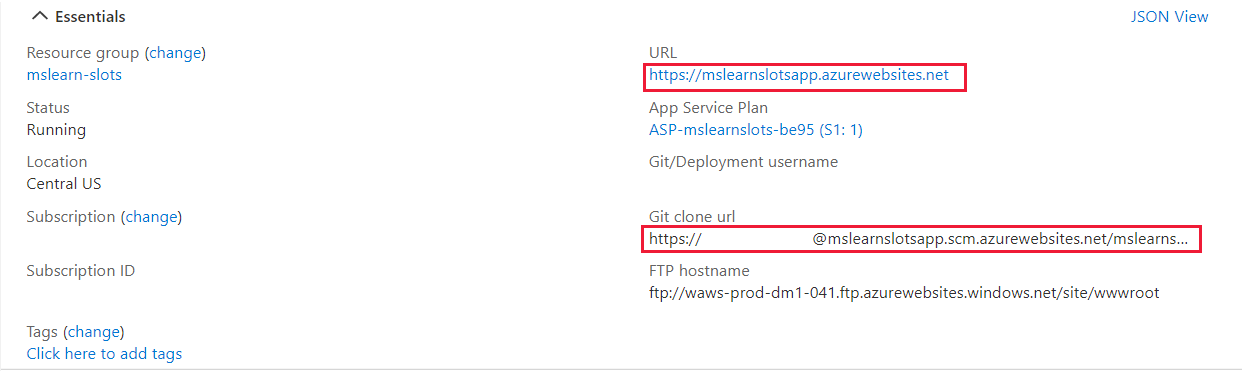 Essentials
JSON View
Resource group (change)
mslearn-slots
URL
https://mslearnslotsapp.azurewebsites.net
Status
Running
App Service Plan
ASP-mslearnslots-be95 (S1: 1)
Location
Central US
Git/Deployment username
Subscription (change)
Git clone url
https:// @mslearnslotsapp.scm.azurewebsites.net/mslearns...
Subscription ID
FTP hostname
ftp://waws-prod-dm1-041.ftp.azurewebsites.windows.net/site/wwwroot
Tags (change)
Click here to add tags